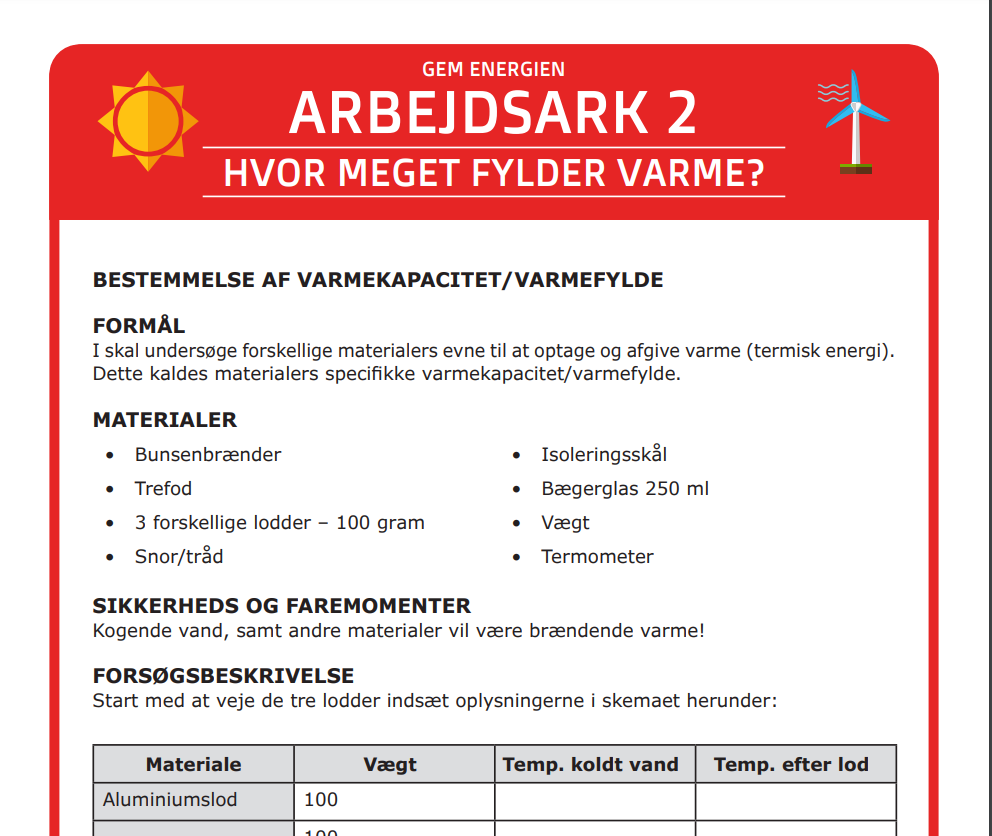 GEM ENERGIEN
ARBEJDSARK 2
HVOR MEGET FYLDER VARME?
BESTEMMELSE AF VARMEKAPACITET/VARMEFYLDE
FORMÅL
I skal undersøge forskellige materialers evne til at optage og afgive varme (termisk energi).
Dette kaldes materialers specifikke varmekapacitet/varmefylde.
MATERIALER
• Bunsenbrænder
• Trefod
• 3 forskellige lodder – 100 gram
• Snor/tråd
• Isoleringsskål
• Bægerglas 250 ml
• Vægt
• Termometer
SIKKERHEDS OG FAREMOMENTER
Kogende vand, samt andre materialer vil være brændende varme!
FORSØGSBESKRIVELSE
Start med at veje de tre lodder indsæt oplysningerne i skemaet herunder:
Materiale Vægt Temp. koldt vand Temp. efter lod
Aluminiumslod 100
100